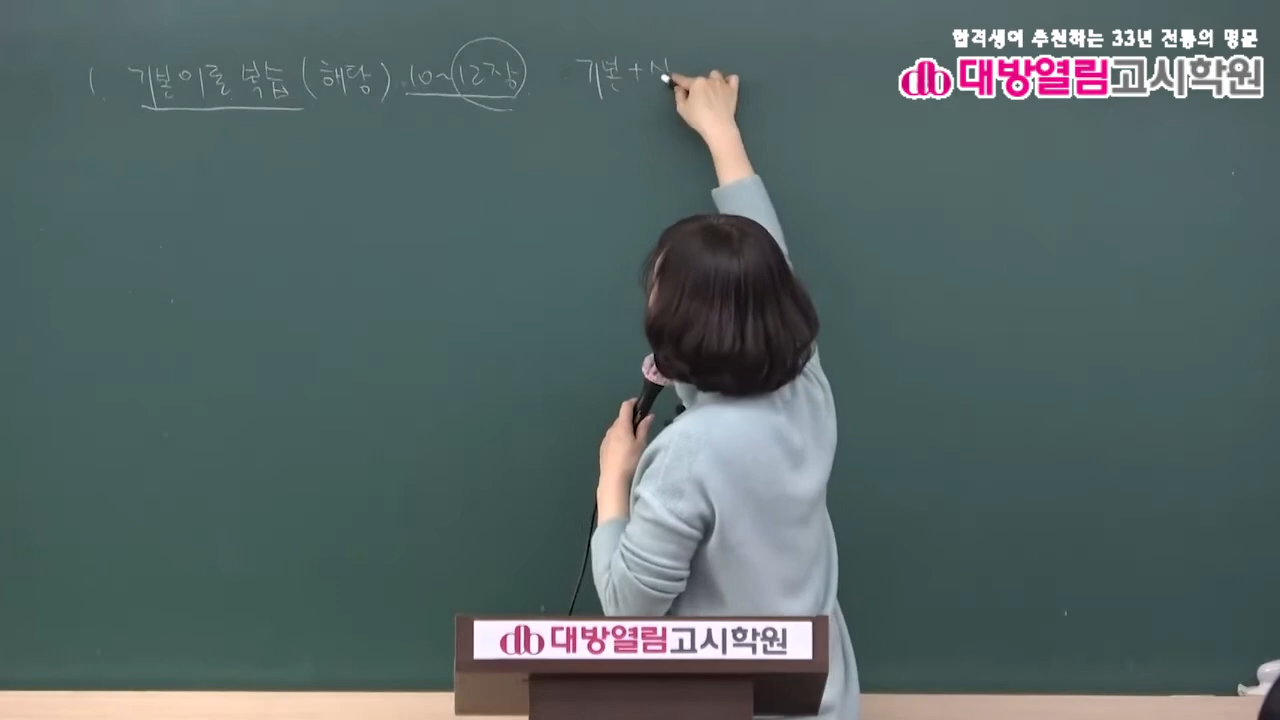 합격생이 추천하는 33년 전통의 명문
대방열림고시학원
1. 기본이론 복습 (해당) 10~12장 기본 + 시
대방열림고시학원